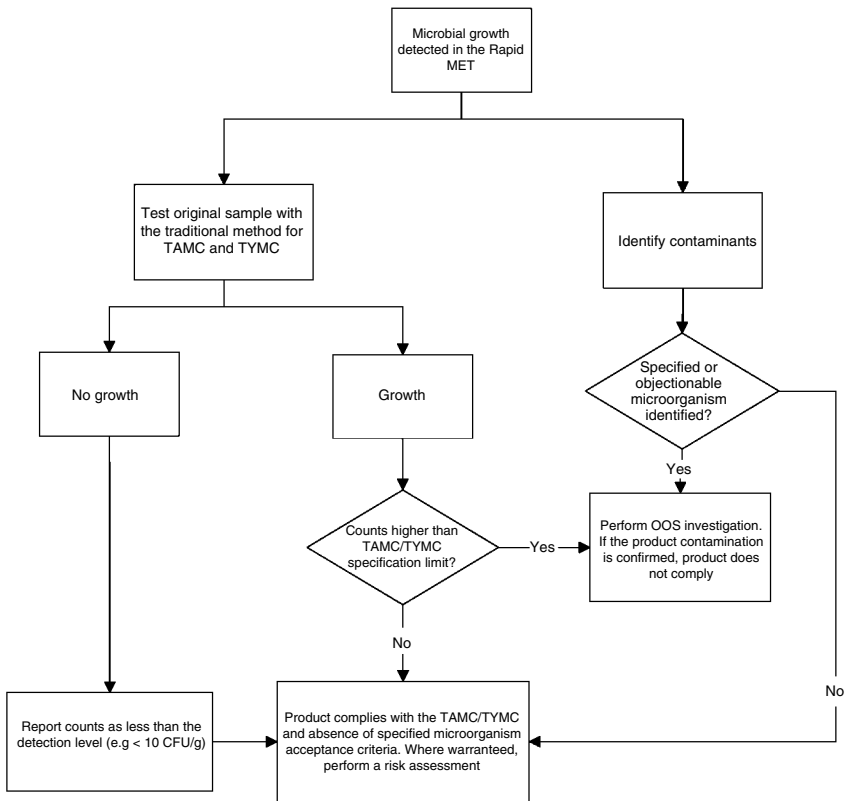 Microbial growth
detected in the Rapid
MET
Test original sample with
the traditional method for
TAMC and TYMC
Identify contaminants
No growth
Growth
Specified or
objectionable
microorganism
identified?
Yes
Counts higher than
TAMC/TYMC
specification limit?
Yes
Perform OOS investigation.
If the product contamination
is confirmed, product does
not comply
No
No
Report counts as less than the
detection level (e.g < 10 CFU/g)
Product complies with the TAMC/TYMC
and absence of specified microorganism
acceptance criteria. Where warranted,
perform a risk assessment